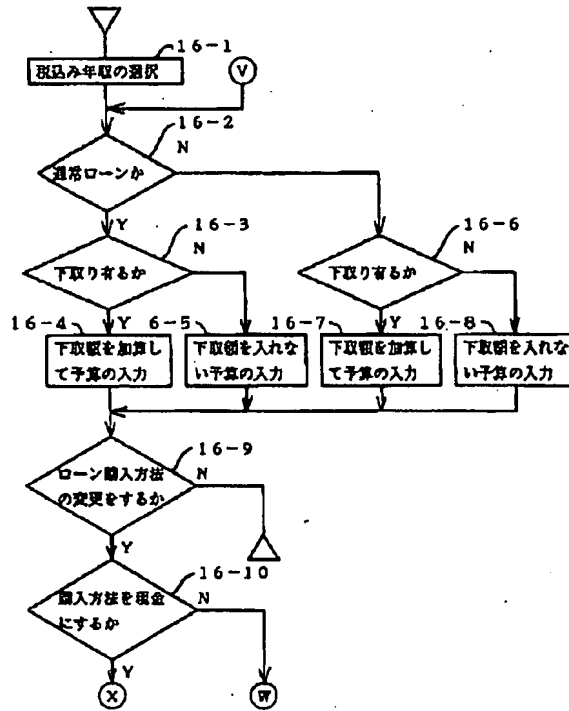 16-1
税込み年収の選択
V
16-2
N
通常ローンか
Y
16-3
N
16-6
N
下取り有るか
下取り有るか
16-4
Y
6-5
16-7
Y
16-8
下取額を加算し
て予算の入力
下取額を入れな
い予算の入力
下取額を加算し
て予算の入力
下取額を入れな
い予算の入力
16-9
N
ローン購入方法
の変更をするか
Y
16-10
N
購入方法を現金
にするか
Y
X
W